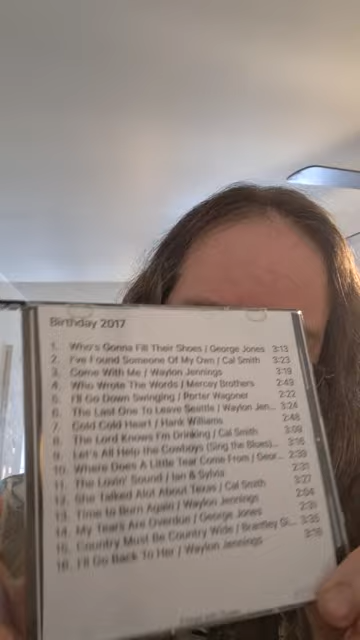 Birthday 2017
1. Who's Gonna Fill Their Shoes / George Jones 3:13
2. I've Found Someone Of My Own / Cal Smith 3:23
3. Come With Me / Waylon Jennings 3:19
4. Who Wrote The Words / Mercey Brothers 2:49
5. I'll Go Down Swinging / Porter Wagoner 2:22
6. The Last One To Leave Seattle / Waylon Jen... 3:24
7. Cold Cold Heart / Hank Williams 2:48
8. The Lord Knows I'm Drinking / Cal Smith 3:09
9. Let's All Help the Cowboys (Sing the Blues)... 3:16
10. Where Does A Little Tear Come From / Geor... 2:39
11. The Lovin' Sound / Ian & Sylvia 2:31
12. She Talked Alot About Texas / Cal Smith 3:27
13. Time to Burn Again / Waylon Jennings 2:04
14. My Tears Are Overdue / George Jones
15. Country Must Be Country Wide / Brantley Gi... 3:35
16. I'll Go Back To Her / Waylon Jennings